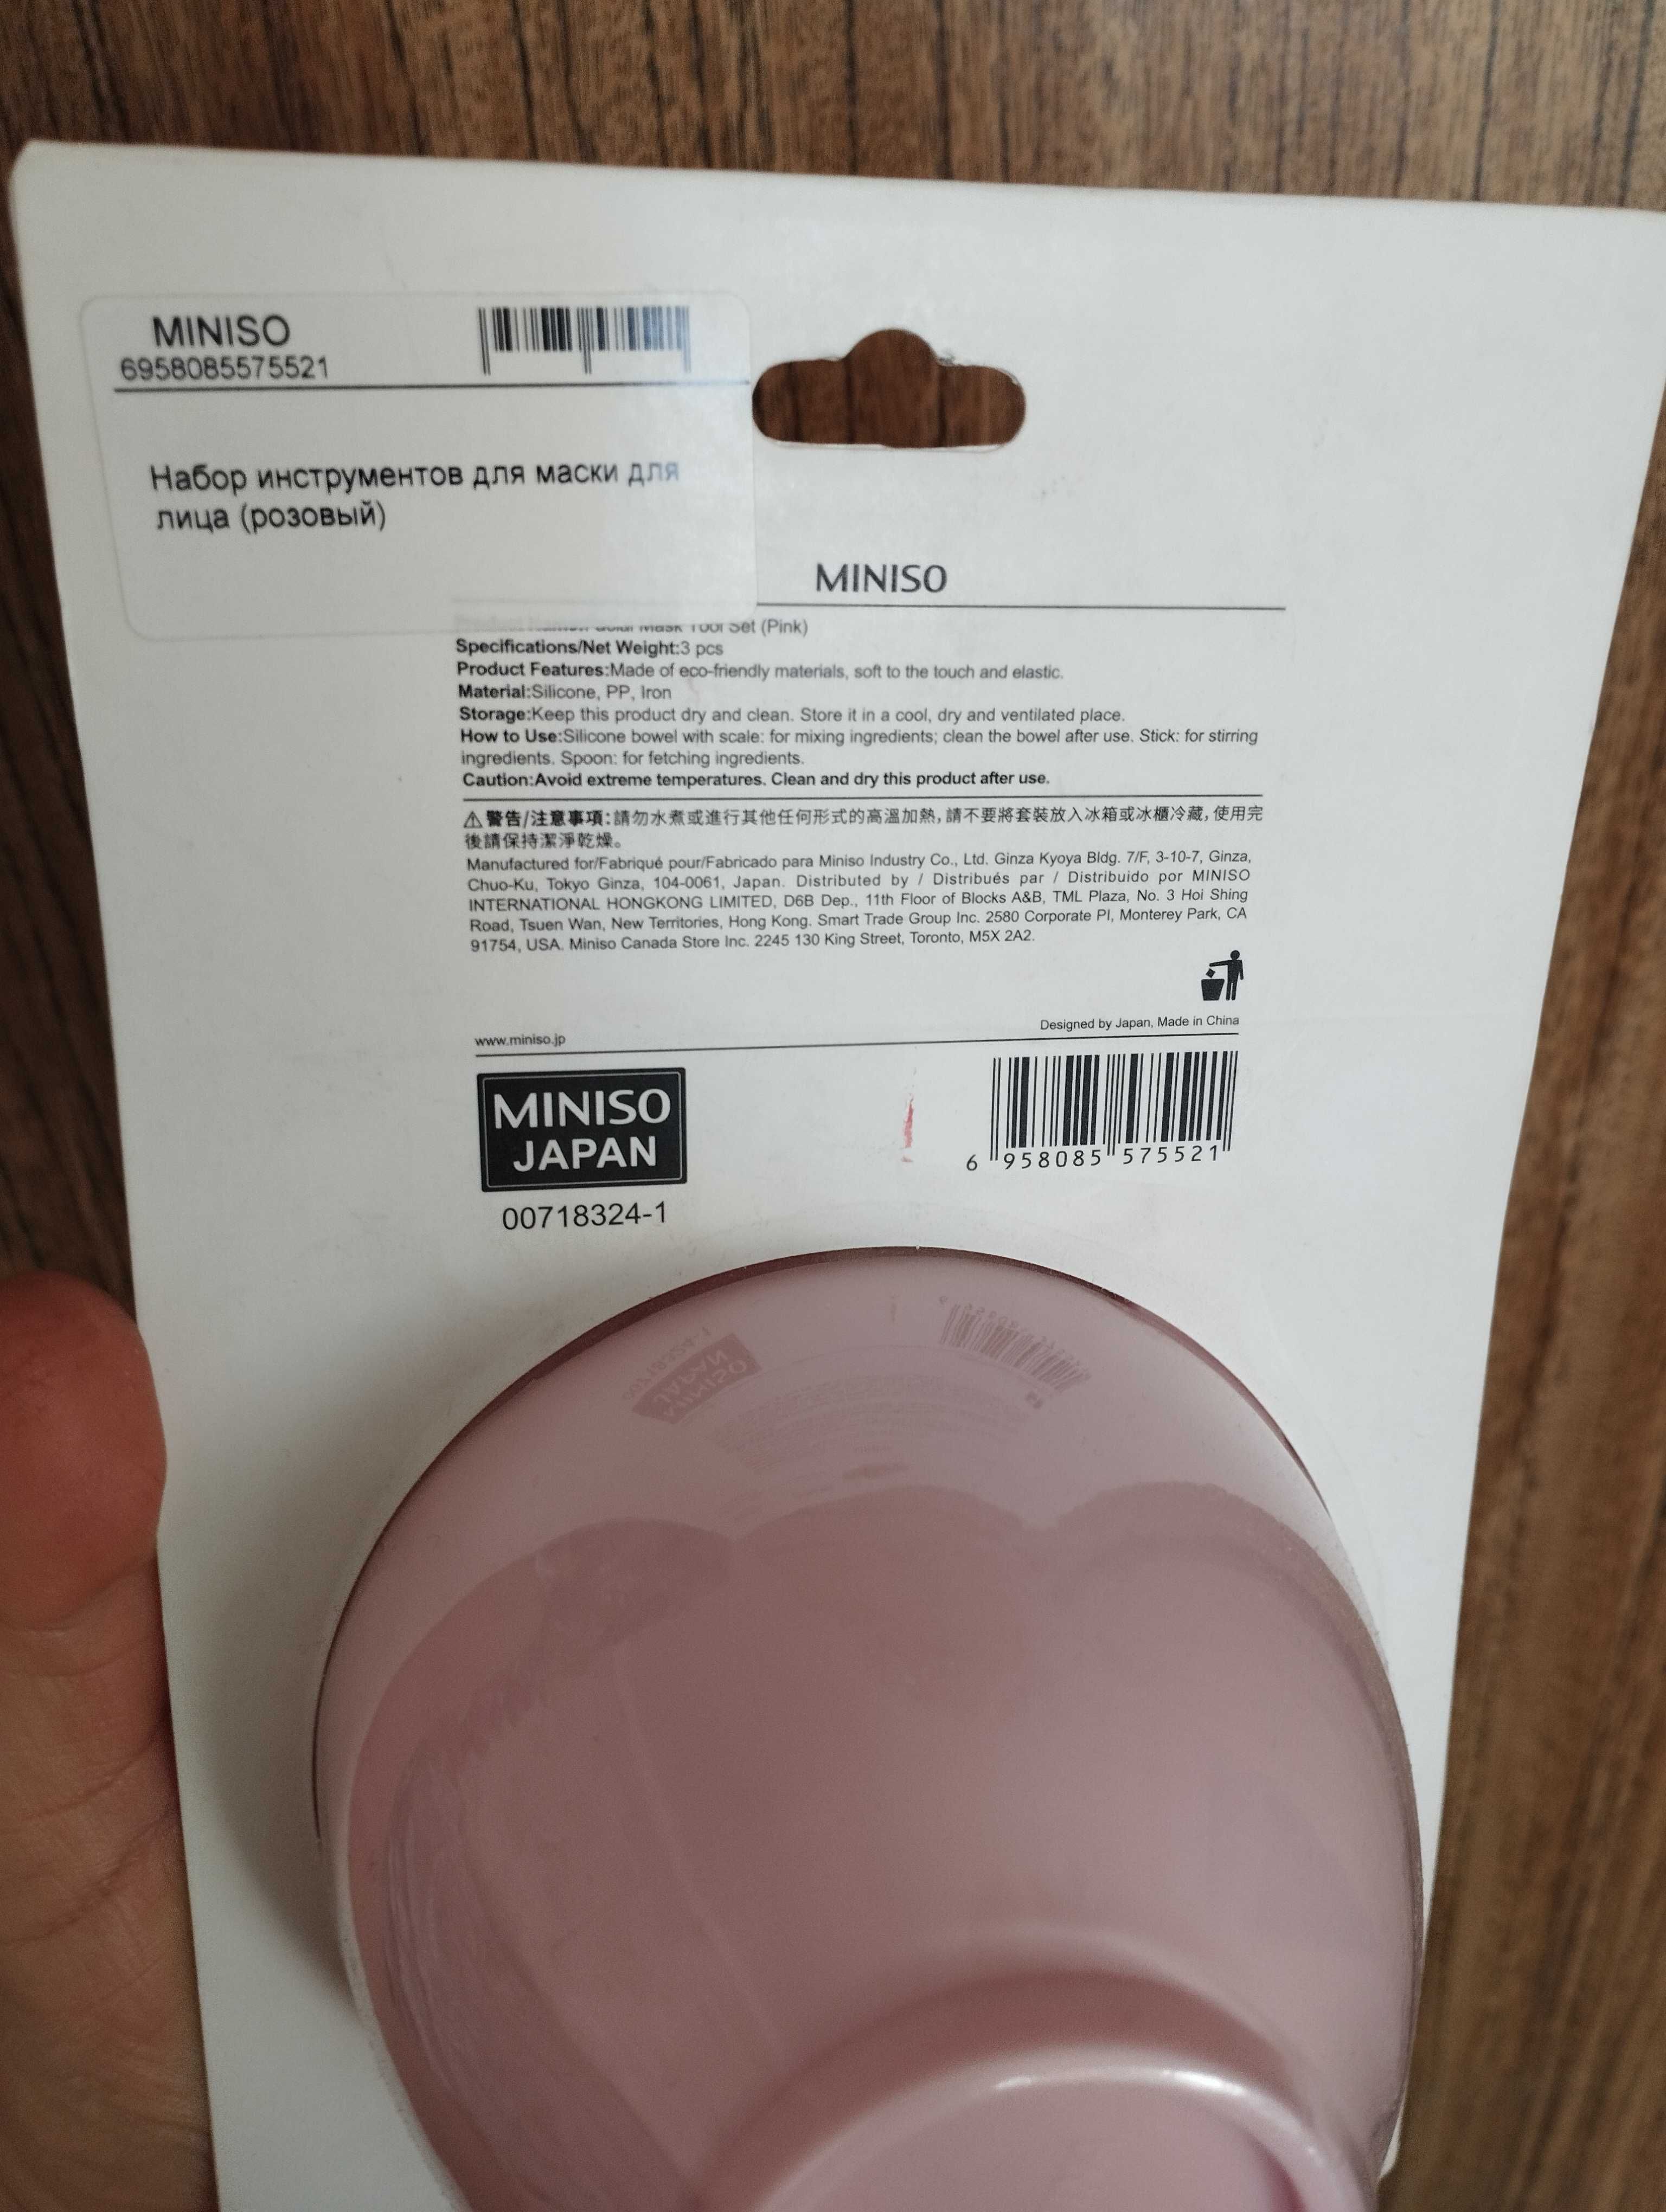 MINISO
6958085575521
Набор инструментов для маски для
лица (розовый)
MINISO
Mask Tool Set (Pink)
Specifications/Net Weight:3 pcs
Product Features:Made of eco-friendly materials, soft to the touch and elastic.
Material:Silicone, PP, Iron
Storage:Keep this product dry and clean. Store it in a cool, dry and ventilated place.
How to Use:Silicone bowel with scale: for mixing ingredients; clean the bowel after use. Stick: for stirring
ingredients. Spoon: for fetching ingredients.
Caution:Avoid extreme temperatures. Clean and dry this product after use.
⚠警告/注意事項:請勿水煮或進行其他任何形式的高溫加熱,請不要將套裝放入冰箱或冰櫃冷藏,使用完
後請保持潔淨乾燥。
Manufactured for/Fabriqué pour/Fabricado para Miniso Industry Co., Ltd. Ginza Kyoya Bldg. 7/F, 3-10-7, Ginza,
Chuo-Ku, Tokyo Ginza, 104-0061, Japan. Distributed by / Distribués par / Distribuido por MINISO
INTERNATIONAL HONGKONG LIMITED, D6B Dep., 11th Floor of Blocks A&B, TML Plaza, No. 3 Hoi Shing
Road, Tsuen Wan, New Territories, Hong Kong. Smart Trade Group Inc. 2580 Corporate Pl, Monterey Park, CA
91754, USA. Miniso Canada Store Inc. 2245 130 King Street, Toronto, M5X 2A2.
Designed by Japan, Made in China
www.miniso.jp
MINISO
JAPAN
6 958085 575521
00718324-1